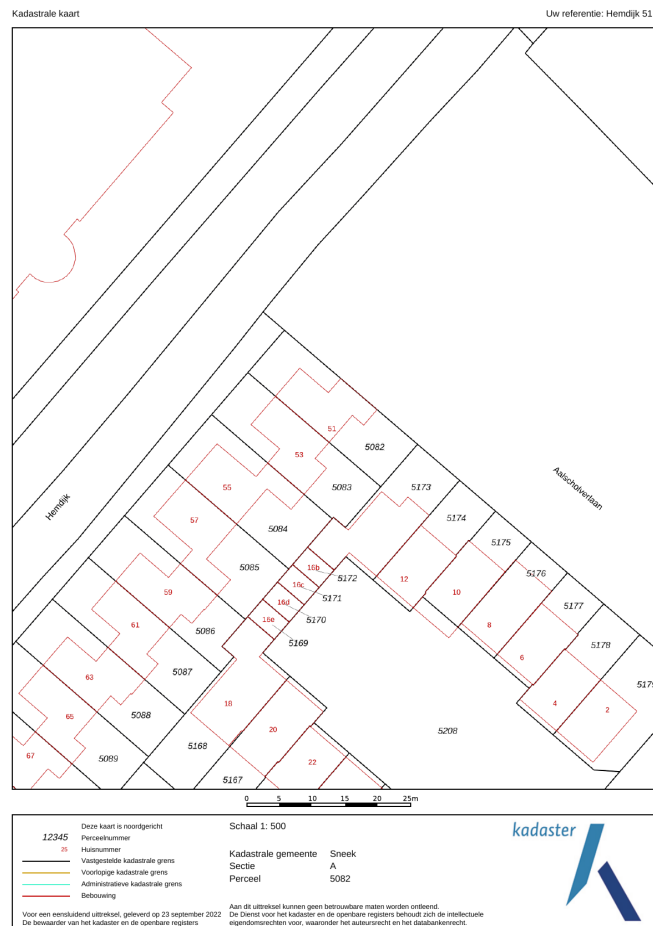 Kadastrale kaart
Uw referentie: Hemdijk 51
51
5082
53
5083
5173
55
5084
5174
Aalscholverlaan
Hemdijk
57
5175
5085
16b
5172
12
5176
59
16c
5171
10
5177
16d
5170
61
16e
5086
8
5178
5169
5087
6
5179
63
18
4
2
65
5088
20
5208
5168
67
5089
22
5167
0 5 10 15 20 25m
Deze kaart is noordgericht
12345 Perceelnummer
25 Huisnummer
Vastgestelde kadastrale grens
Voorlopige kadastrale grens
Administratieve kadastrale grens
Bebouwing
Voor een eensluidend uittreksel, geleverd op 23 september 2022
De bewaarder van het kadaster en de openbare registers
Schaal 1: 500
Kadastrale gemeente Sneek
Sectie A
Perceel 5082
Aan dit uittreksel kunnen geen betrouwbare maten worden ontleend.
De Dienst voor het kadaster en de openbare registers behoudt zich de intellectuele
eigendomsrechten voor, waaronder het auteursrecht en het databankenrecht.
kadaster